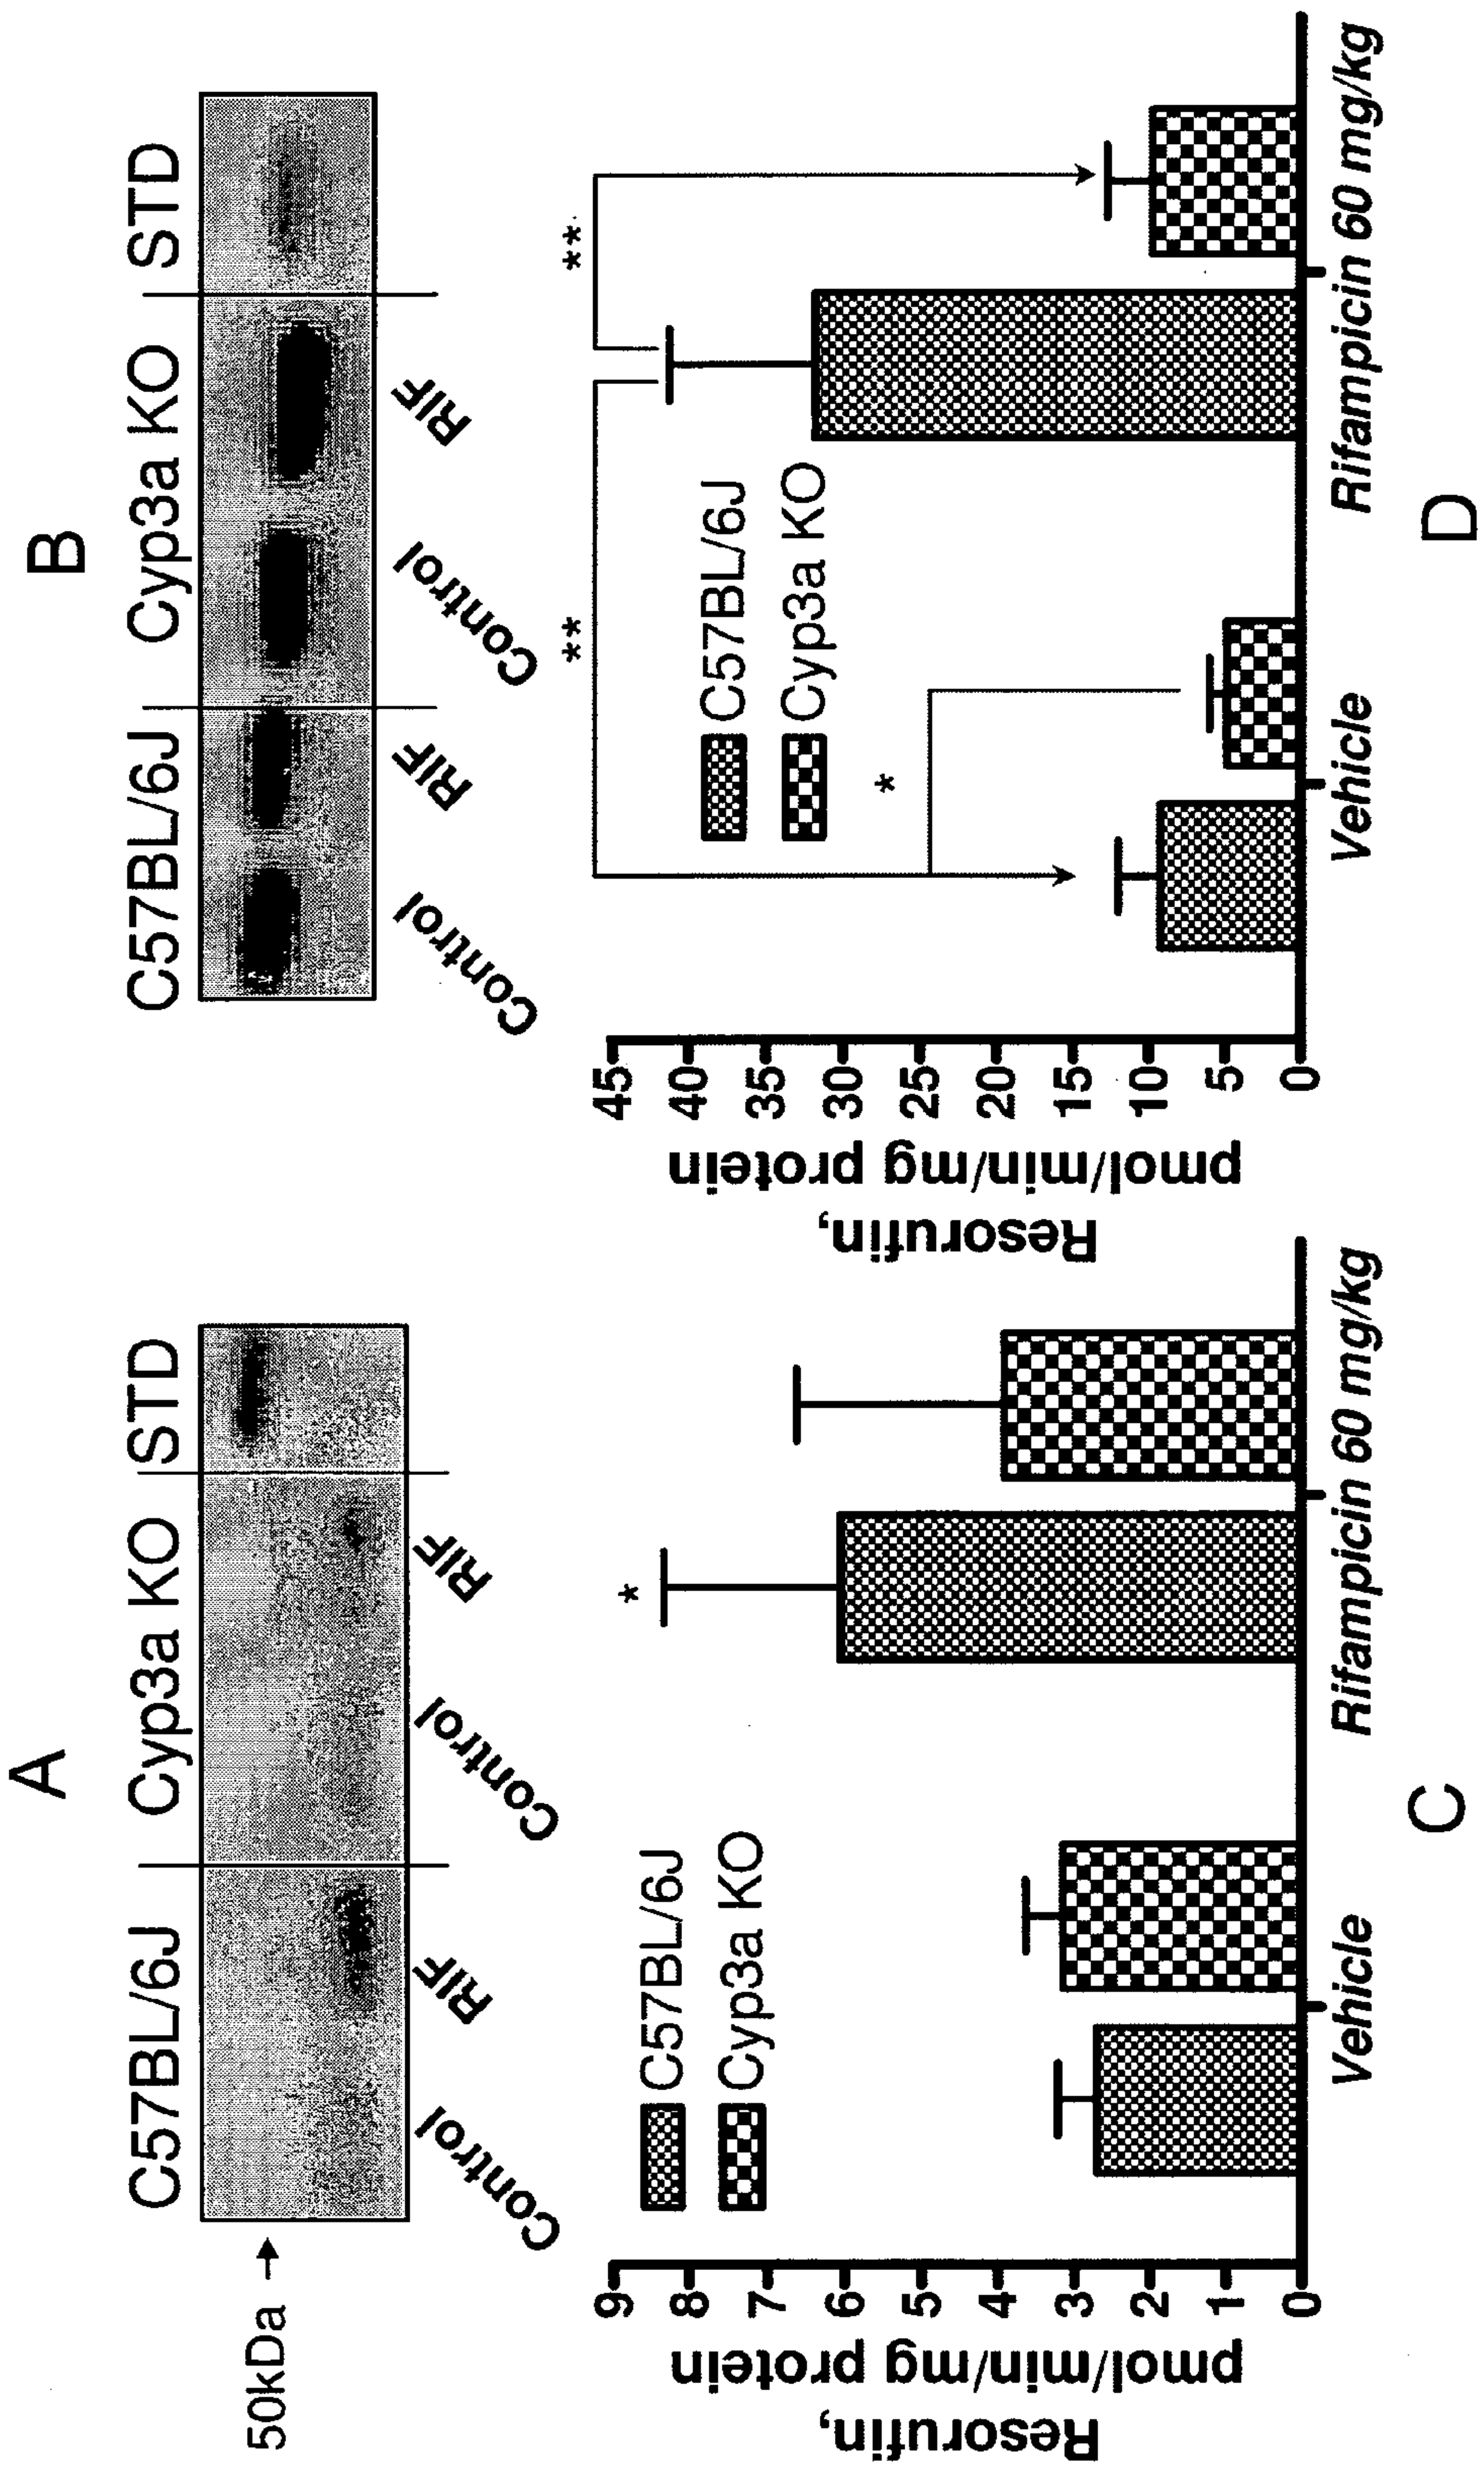 A
C57BL/6J Cyp3a KO STD
50kDa →
Control RIF Control RIF
B
C57BL/6J Cyp3a KO STD
Control RIF Control RIF
Resorufin,
pmol/min/mg protein
9
8
7
6
5
4
3
2
1
0
C57BL/6J
Cyp3a KO
*
Vehicle Rifampicin 60 mg/kg
C
Resorufin,
pmol/min/mg protein
45
40
35
30
25
20
15
10
5
0
** **
C57BL/6J
Cyp3a KO
*
Vehicle Rifampicin 60 mg/kg
D